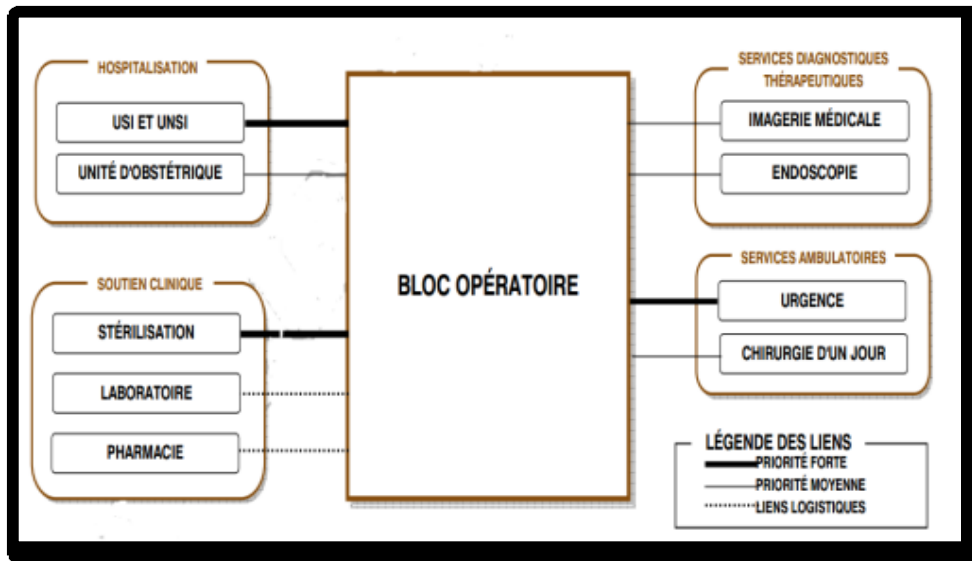 HOSPITALISATION
USI ET UNSI
UNITÉ D'OBSTÉTRIQUE
SOUTIEN CLINIQUE
STÉRILISATION
LABORATOIRE
PHARMACIE
BLOC OPÉRATOIRE
SERVICES DIAGNOSTIQUES
THÉRAPEUTIQUES
IMAGERIE MÉDICALE
ENDOSCOPIE
SERVICES AMBULATOIRES
URGENCE
CHIRURGIE D'UN JOUR
LÉGENDE DES LIENS
PRIORITÉ FORTE
PRIORITÉ MOYENNE
LIENS LOGISTIQUES